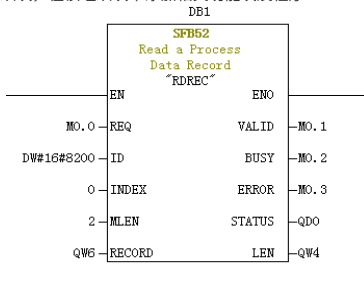 DB1
SFB52
Read a Process
Data Record
"RDREC"
EN ENO
M0.0 REQ VALID M0.1
DW#16#8200 ID BUSY M0.2
0 INDEX ERROR M0.3
2 MLEN STATUS QD0
QW6 RECORD LEN QW4